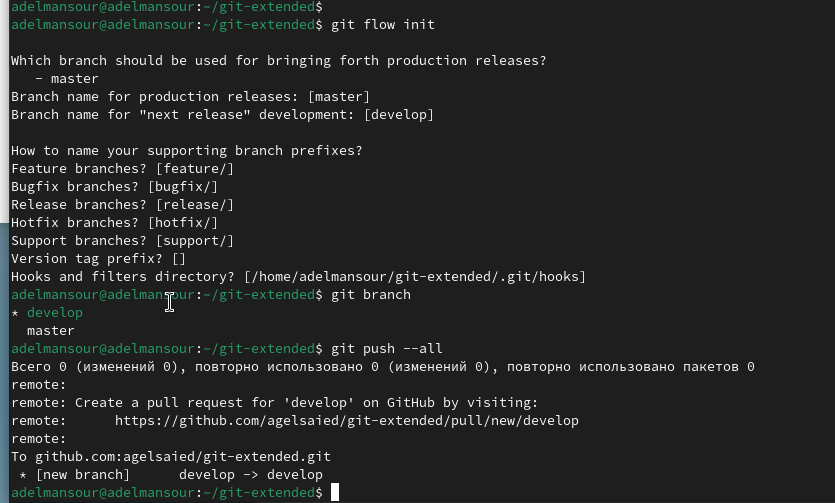 adelmansour@adelmansour:~/git-extended$
adelmansour@adelmansour:~/git-extended$ git flow init

Which branch should be used for bringing forth production releases?
   - master
Branch name for production releases: [master]
Branch name for "next release" development: [develop]

How to name your supporting branch prefixes?
Feature branches? [feature/]
Bugfix branches? [bugfix/]
Release branches? [release/]
Hotfix branches? [hotfix/]
Support branches? [support/]
Version tag prefix? []
Hooks and filters directory? [/home/adelmansour/git-extended/.git/hooks]
adelmansour@adelmansour:~/git-extended$ git branch
* develop
  master
adelmansour@adelmansour:~/git-extended$ git push --all
Всего 0 (изменений 0), повторно использовано 0 (изменений 0), повторно использовано пакетов 0
remote:
remote: Create a pull request for 'develop' on GitHub by visiting:
remote:      https://github.com/agelsaied/git-extended/pull/new/develop
remote:
To github.com:agelsaied/git-extended.git
 * [new branch]      develop -> develop
adelmansour@adelmansour:~/git-extended$